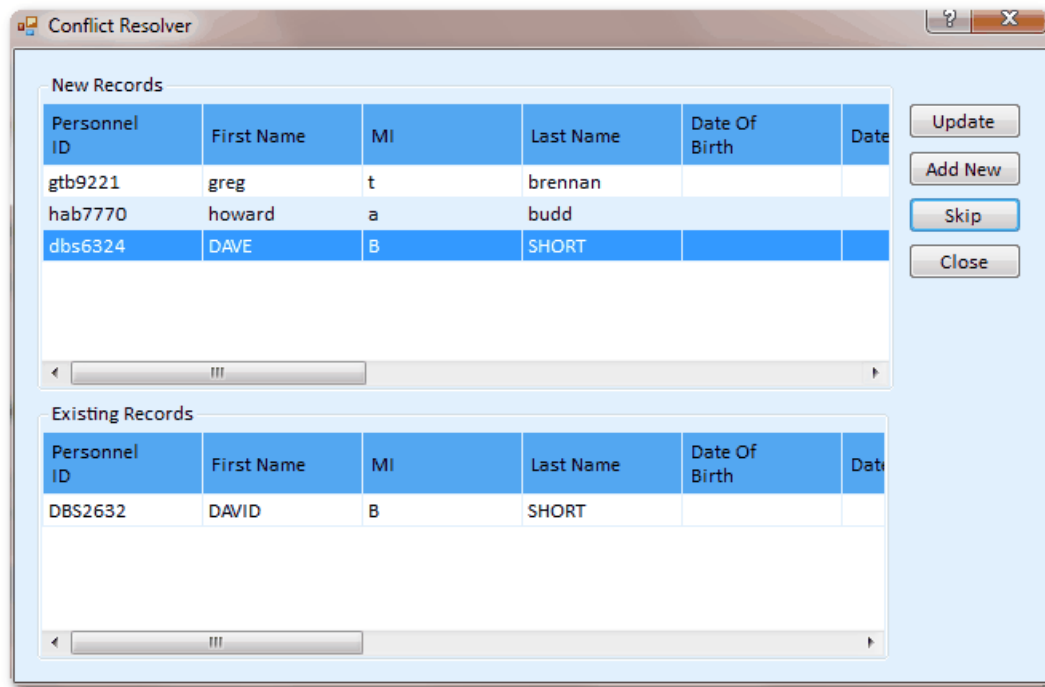 Conflict Resolver
?
X
New Records
Personnel ID First Name MI Last Name Date Of Birth Date
gtb9221 greg t brennan
hab7770 howard a budd
dbs6324 DAVE B SHORT
Update
Add New
Skip
Close
Existing Records
Personnel ID First Name MI Last Name Date Of Birth Date
DBS2632 DAVID B SHORT